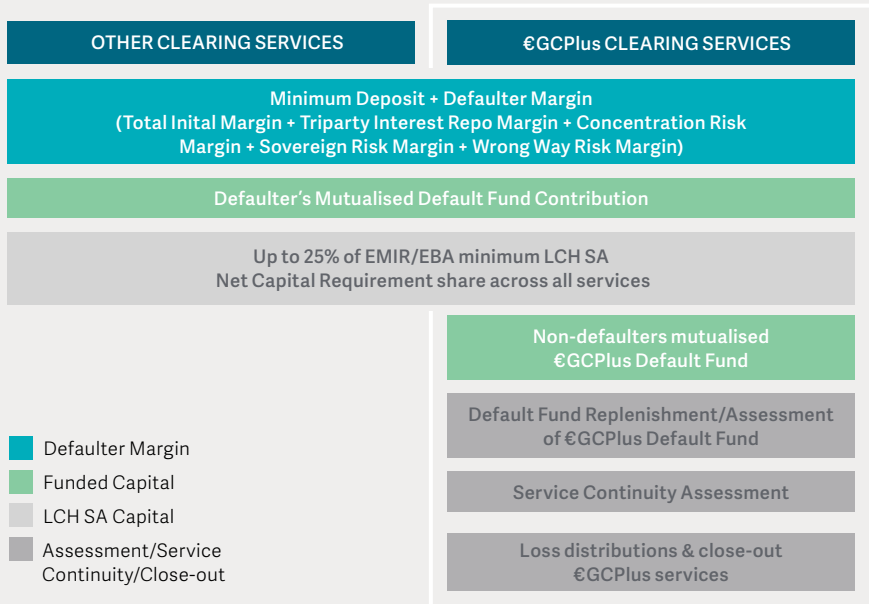 OTHER CLEARING SERVICES
€GCPlus CLEARING SERVICES
Minimum Deposit + Defaulter Margin
(Total Inital Margin + Triparty Interest Repo Margin + Concentration Risk
Margin + Sovereign Risk Margin + Wrong Way Risk Margin)
Defaulter’s Mutualised Default Fund Contribution
Up to 25% of EMIR/EBA minimum LCH SA
Net Capital Requirement share across all services
Non-defaulters mutualised
€GCPlus Default Fund
Default Fund Replenishment/Assessment
of €GCPlus Default Fund
Service Continuity Assessment
Loss distributions & close-out
€GCPlus services
Defaulter Margin
Funded Capital
LCH SA Capital
Assessment/Service
Continuity/Close-out